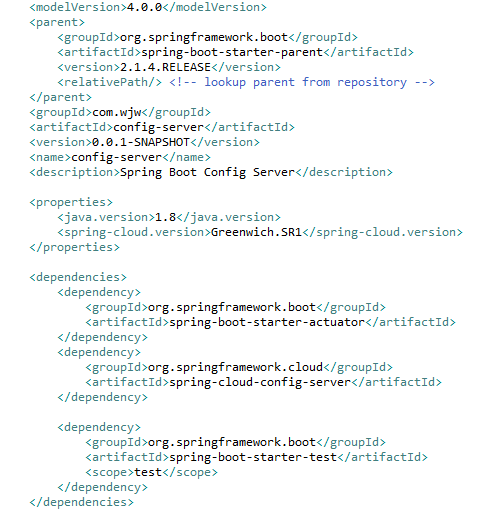 <modelVersion>4.0.0</modelVersion>
<parent>
<groupId>org.springframework.boot</groupId>
<artifactId>spring-boot-starter-parent</artifactId>
<version>2.1.4.RELEASE</version>
<relativePath/> <!-- lookup parent from repository -->
</parent>
<groupId>com.wjw</groupId>
<artifactId>config-server</artifactId>
<version>0.0.1-SNAPSHOT</version>
<name>config-server</name>
<description>Spring Boot Config Server</description>
<properties>
<java.version>1.8</java.version>
<spring-cloud.version>Greenwich.SR1</spring-cloud.version>
</properties>
<dependencies>
<dependency>
<groupId>org.springframework.boot</groupId>
<artifactId>spring-boot-starter-actuator</artifactId>
</dependency>
<dependency>
<groupId>org.springframework.cloud</groupId>
<artifactId>spring-cloud-config-server</artifactId>
</dependency>
<dependency>
<groupId>org.springframework.boot</groupId>
<artifactId>spring-boot-starter-test</artifactId>
<scope>test</scope>
</dependency>
</dependencies>